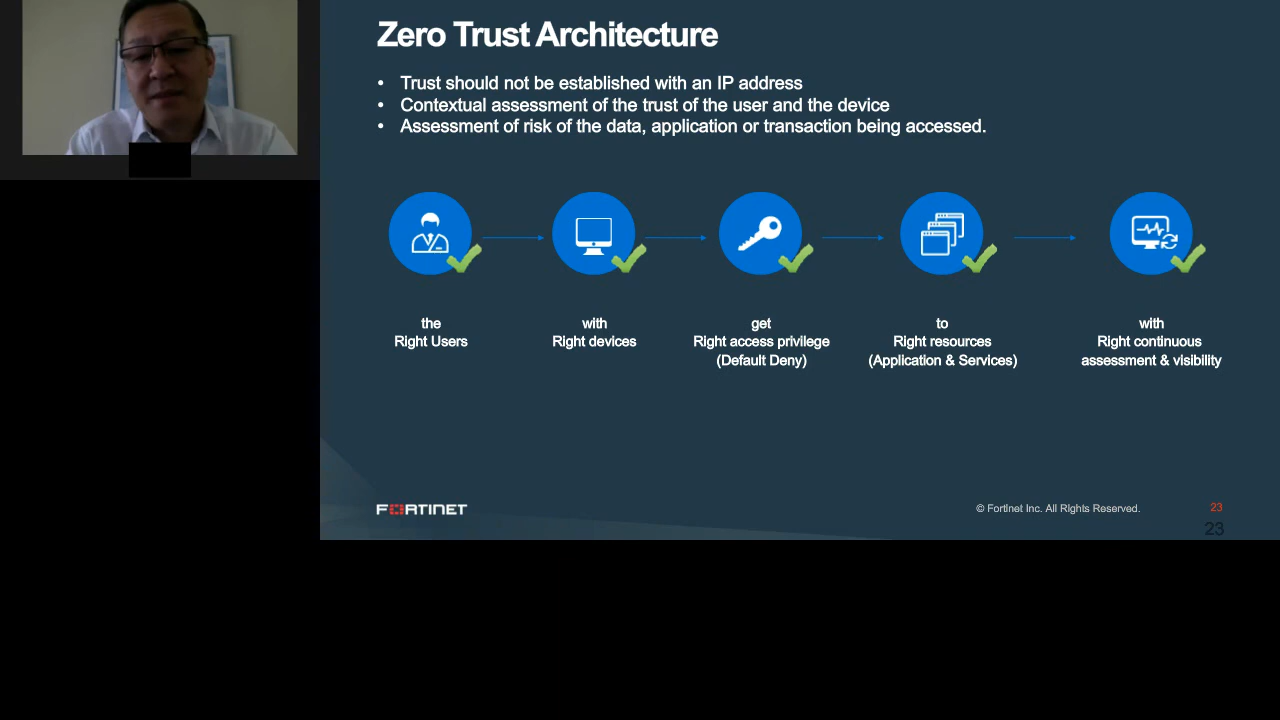 Zero Trust Architecture
• Trust should not be established with an IP address
• Contextual assessment of the trust of the user and the device
• Assessment of risk of the data, application or transaction being accessed.
the
Right Users
with
Right devices
get
Right access privilege
(Default Deny)
to
Right resources
(Application & Services)
with
Right continuous
assessment & visibility
FORTINET
© Fortinet Inc. All Rights Reserved.
23
23